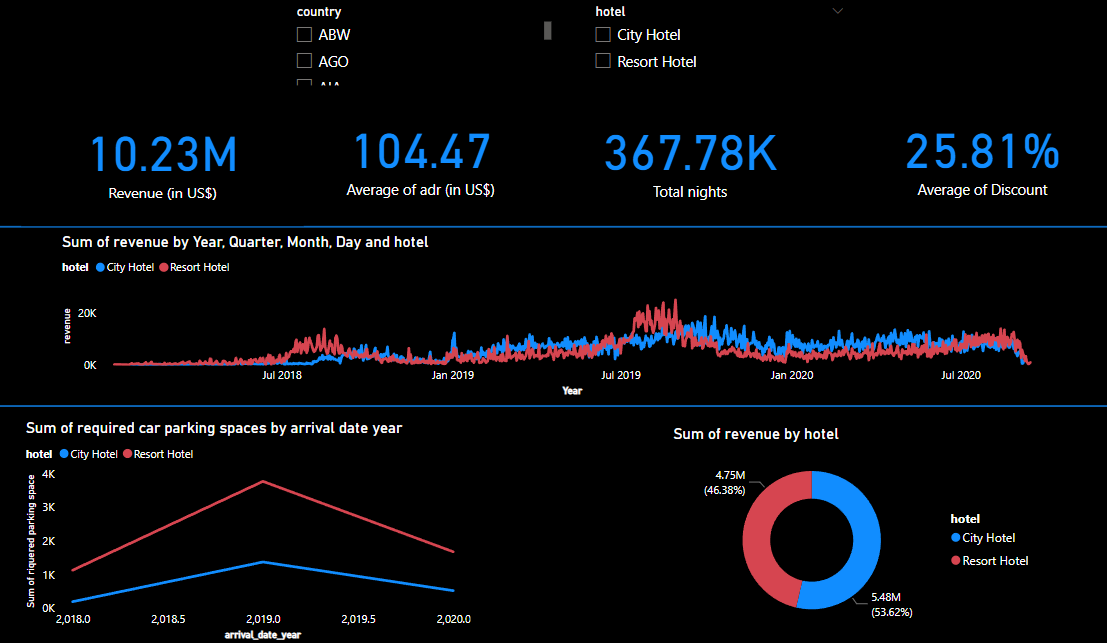 country
ABW
AGO
AIA
hotel
City Hotel
Resort Hotel
10.23M
Revenue (in US$)
104.47
Average of adr (in US$)
367.78K
Total nights
25.81%
Average of Discount
Sum of revenue by Year, Quarter, Month, Day and hotel
hotel City Hotel Resort Hotel
revenue
20K
0K
Jul 2018 Jan 2019 Jul 2019 Jan 2020 Jul 2020
Year
Sum of required car parking spaces by arrival date year
hotel City Hotel Resort Hotel
Sum of riquered parking space
4K
3K
2K
1K
0K
2,018.0 2,018.5 2,019.0 2,019.5 2,020.0
arrival_date_year
Sum of revenue by hotel
4.75M
(46.38%)
5.48M
(53.62%)
hotel
City Hotel
Resort Hotel